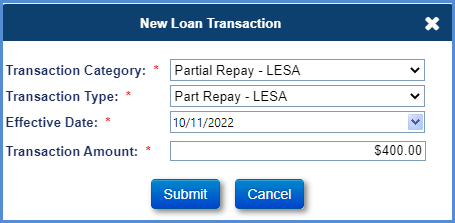 New Loan Transaction
Transaction Category: * Partial Repay - LESA
Transaction Type: * Part Repay - LESA
Effective Date: * 10/11/2022
Transaction Amount: * $400.00
Submit Cancel